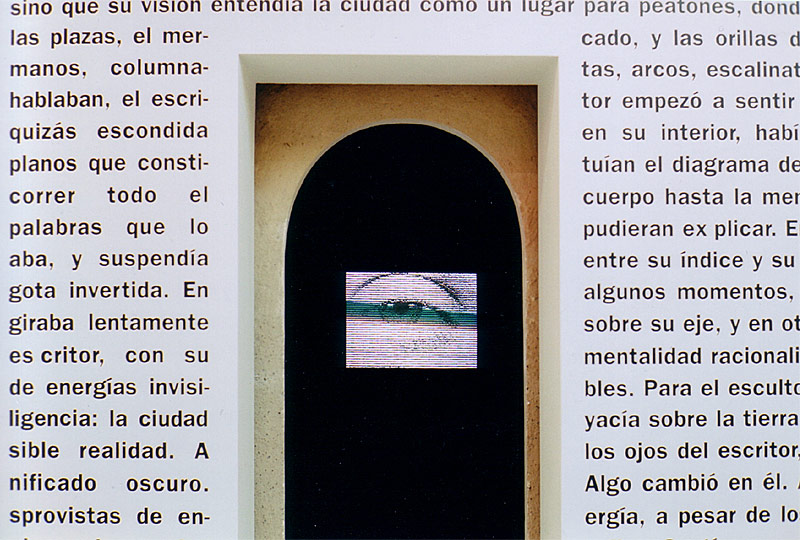 sino que su visión entendía la ciudad como un lugar para peatones, dond
las plazas, el mer- cado, y las orillas d
manos, columna- tas, arcos, escalinat
hablaban, el escri- tor empezó a sentir
quizás escondida en su interior, habí
planos que consti- tuían el diagrama de
correr todo el cuerpo hasta la men
palabras que lo pudieran ex plicar. E
aba, y suspendía entre su índice y su
gota invertida. En algunos momentos,
giraba lentamente sobre su eje, y en ot
es critor, con su mentalidad racionali
de energías invisi- bles. Para el esculto
ligencia: la ciudad yacía sobre la tierra
sible realidad. A los ojos del escritor,
nificado oscuro. Algo cambió en él.
sprovistas de en- ergía, a pesar de lo